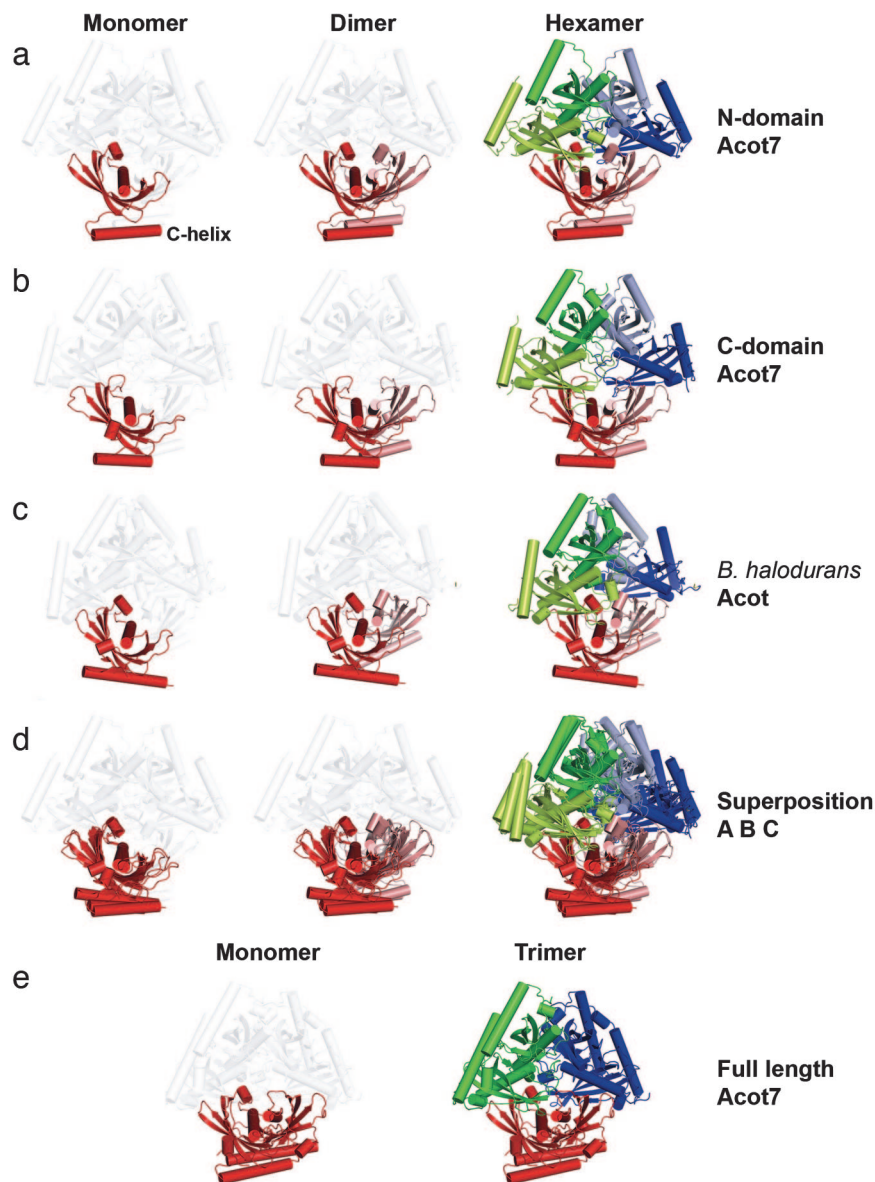 Monomer Dimer Hexamer
a
N-domain
Acot7
C-helix
b
C-domain
Acot7
c
B. halodurans
Acot
d
Superposition
A B C
Monomer Trimer
e
Full length
Acot7